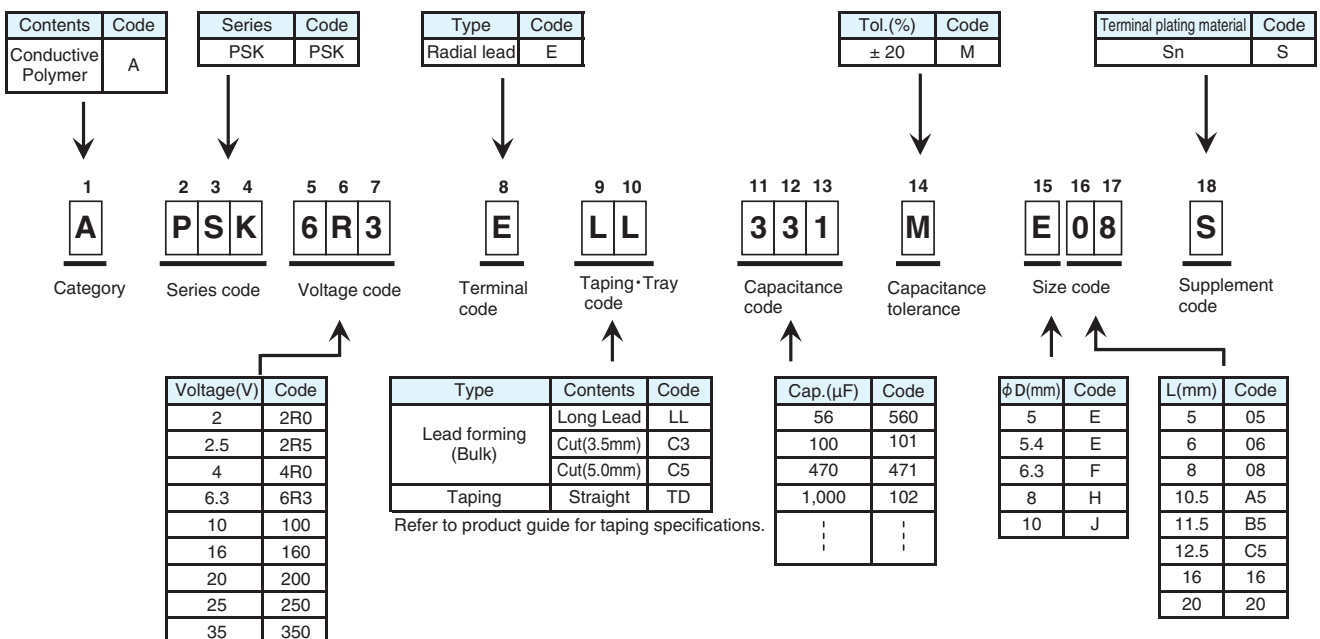 Contents Code
Conductive Polymer A
Series Code
PSK PSK
Type Code
Radial lead E
Tol.(%) Code
± 20 M
Terminal plating material Code
Sn S
1 2 3 4 5 6 7 8 9 10 11 12 13 14 15 16 17 18
A P S K 6 R 3 E L L 3 3 1 M E 0 8 S
Category
Series code
Voltage code
Terminal
code
Taping・Tray
code
Capacitance
code
Capacitance
tolerance
Size code
Supplement
code
Voltage(V) Code
2 2R0
2.5 2R5
4 4R0
6.3 6R3
10 100
16 160
20 200
25 250
35 350
Type Contents Code
Lead forming
(Bulk)
Long Lead LL
Cut(3.5mm) C3
Cut(5.0mm) C5
Taping Straight TD
Refer to product guide for taping specifications.
Cap.(μF) Code
56 560
100 101
470 471
1,000 102
φD(mm) Code
5 E
5.4 E
6.3 F
8 H
10 J
L(mm) Code
5 05
6 06
8 08
10.5 A5
11.5 B5
12.5 C5
16 16
20 20